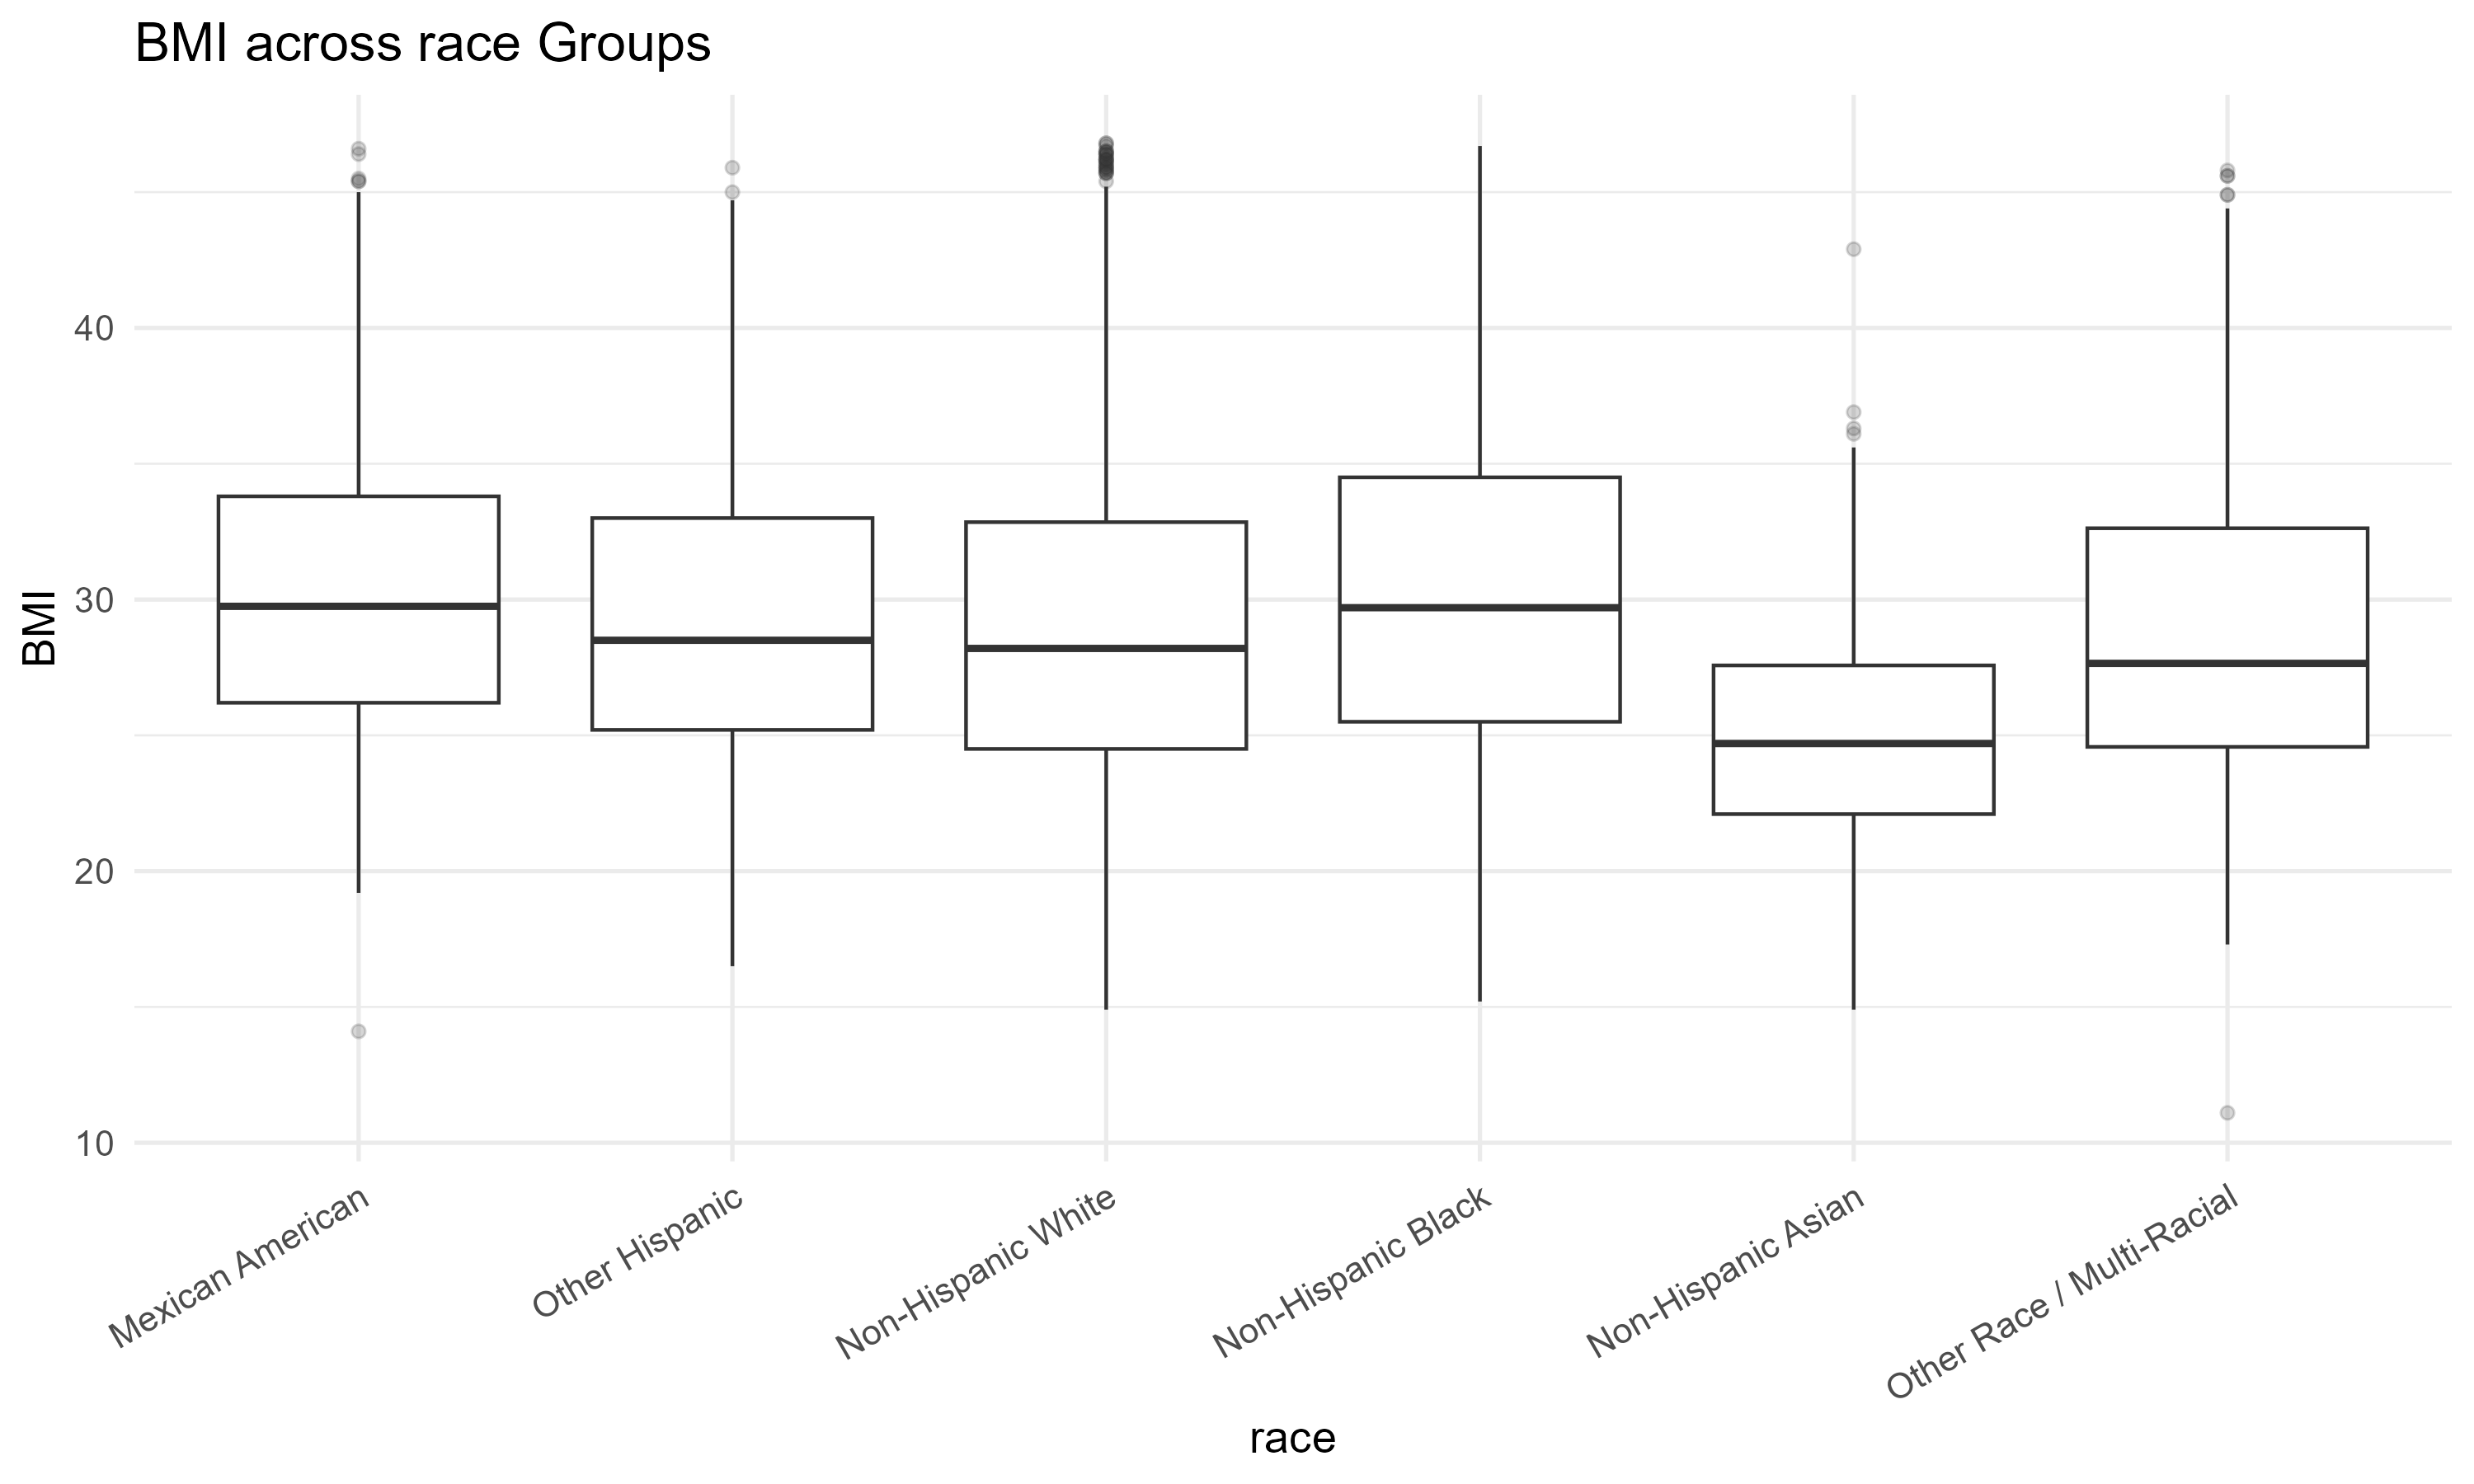 BMI across race Groups
BMI
40
30
20
10
Mexican American
Other Hispanic
Non-Hispanic White
Non-Hispanic Black
Non-Hispanic Asian
Other Race / Multi-Racial
race